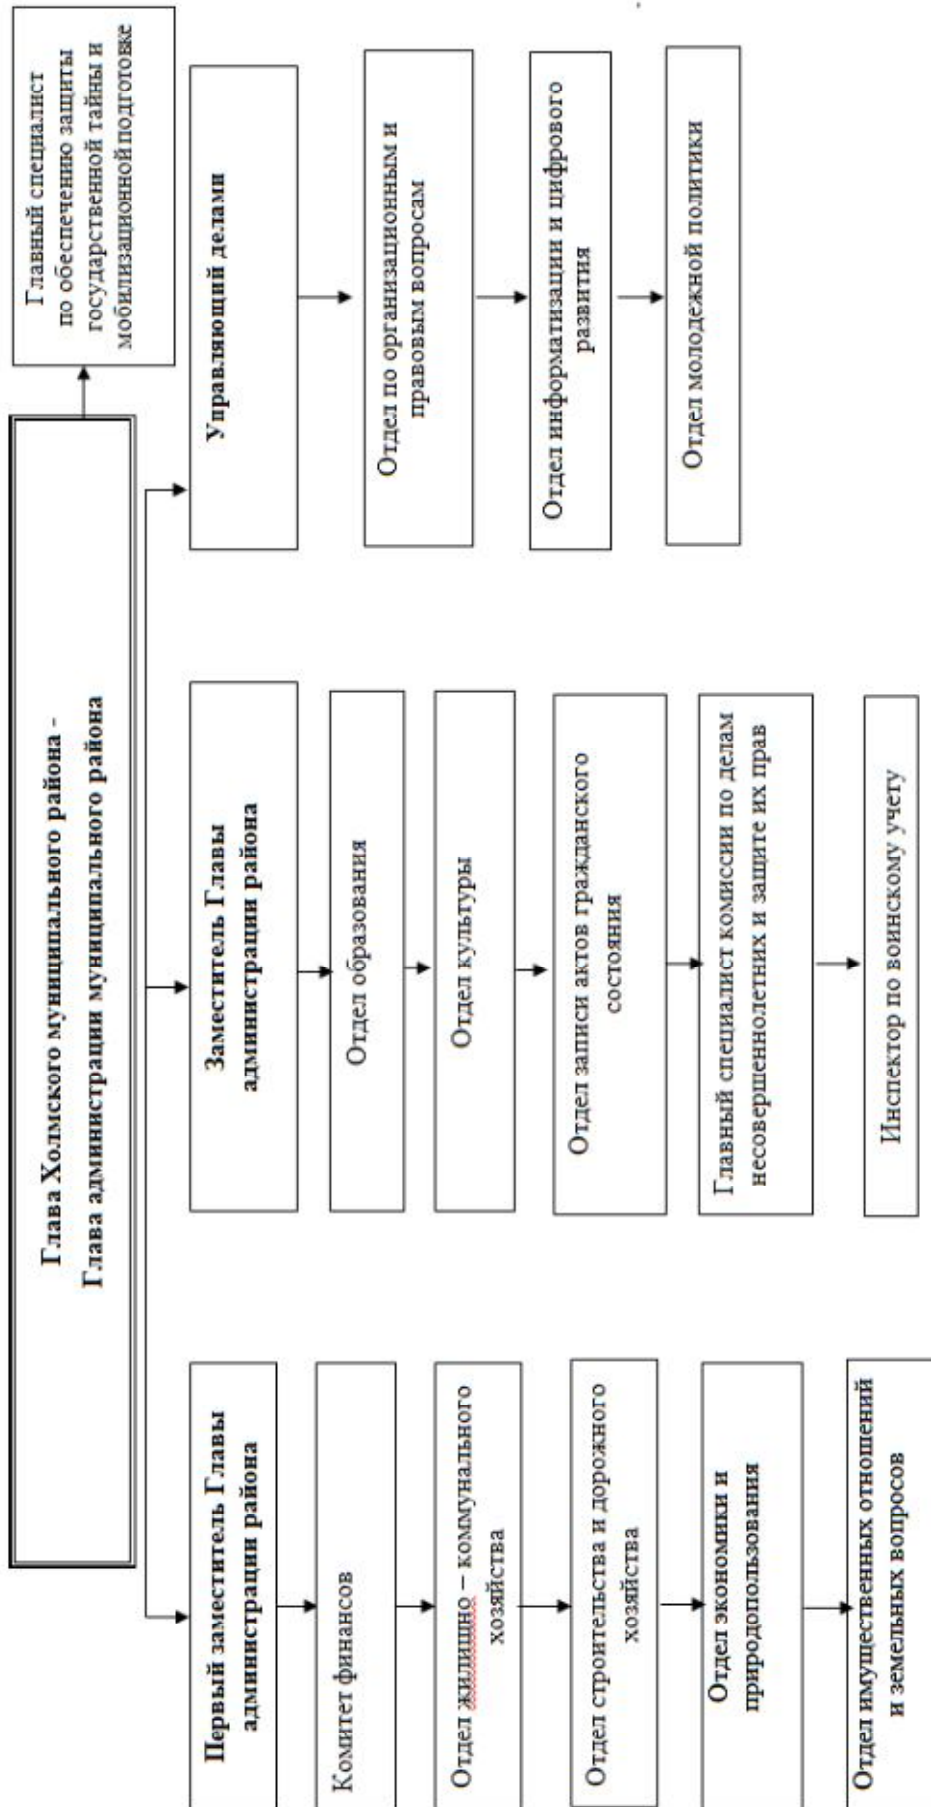 Глава Холмского муниципального района -
Глава администрации муниципального района
Главный специалист
по обеспечению защиты
государственной тайны и
мобилизационной подготовке
Первый заместитель Главы
администрации района
Комитет финансов
Отдел жилищно – коммунального
хозяйства
Отдел строительства и дорожного
хозяйства
Отдел экономики и
природопользования
Отдел имущественных отношений
и земельных вопросов
Заместитель Главы
администрации района
Отдел образования
Отдел культуры
Отдел записи актов гражданского
состояния
Главный специалист комиссии по делам
несовершеннолетних и защите их прав
Инспектор по воинскому учету
Управляющий делами
Отдел по организационным и
правовым вопросам
Отдел информатизации и цифрового
развития
Отдел молодежной политики